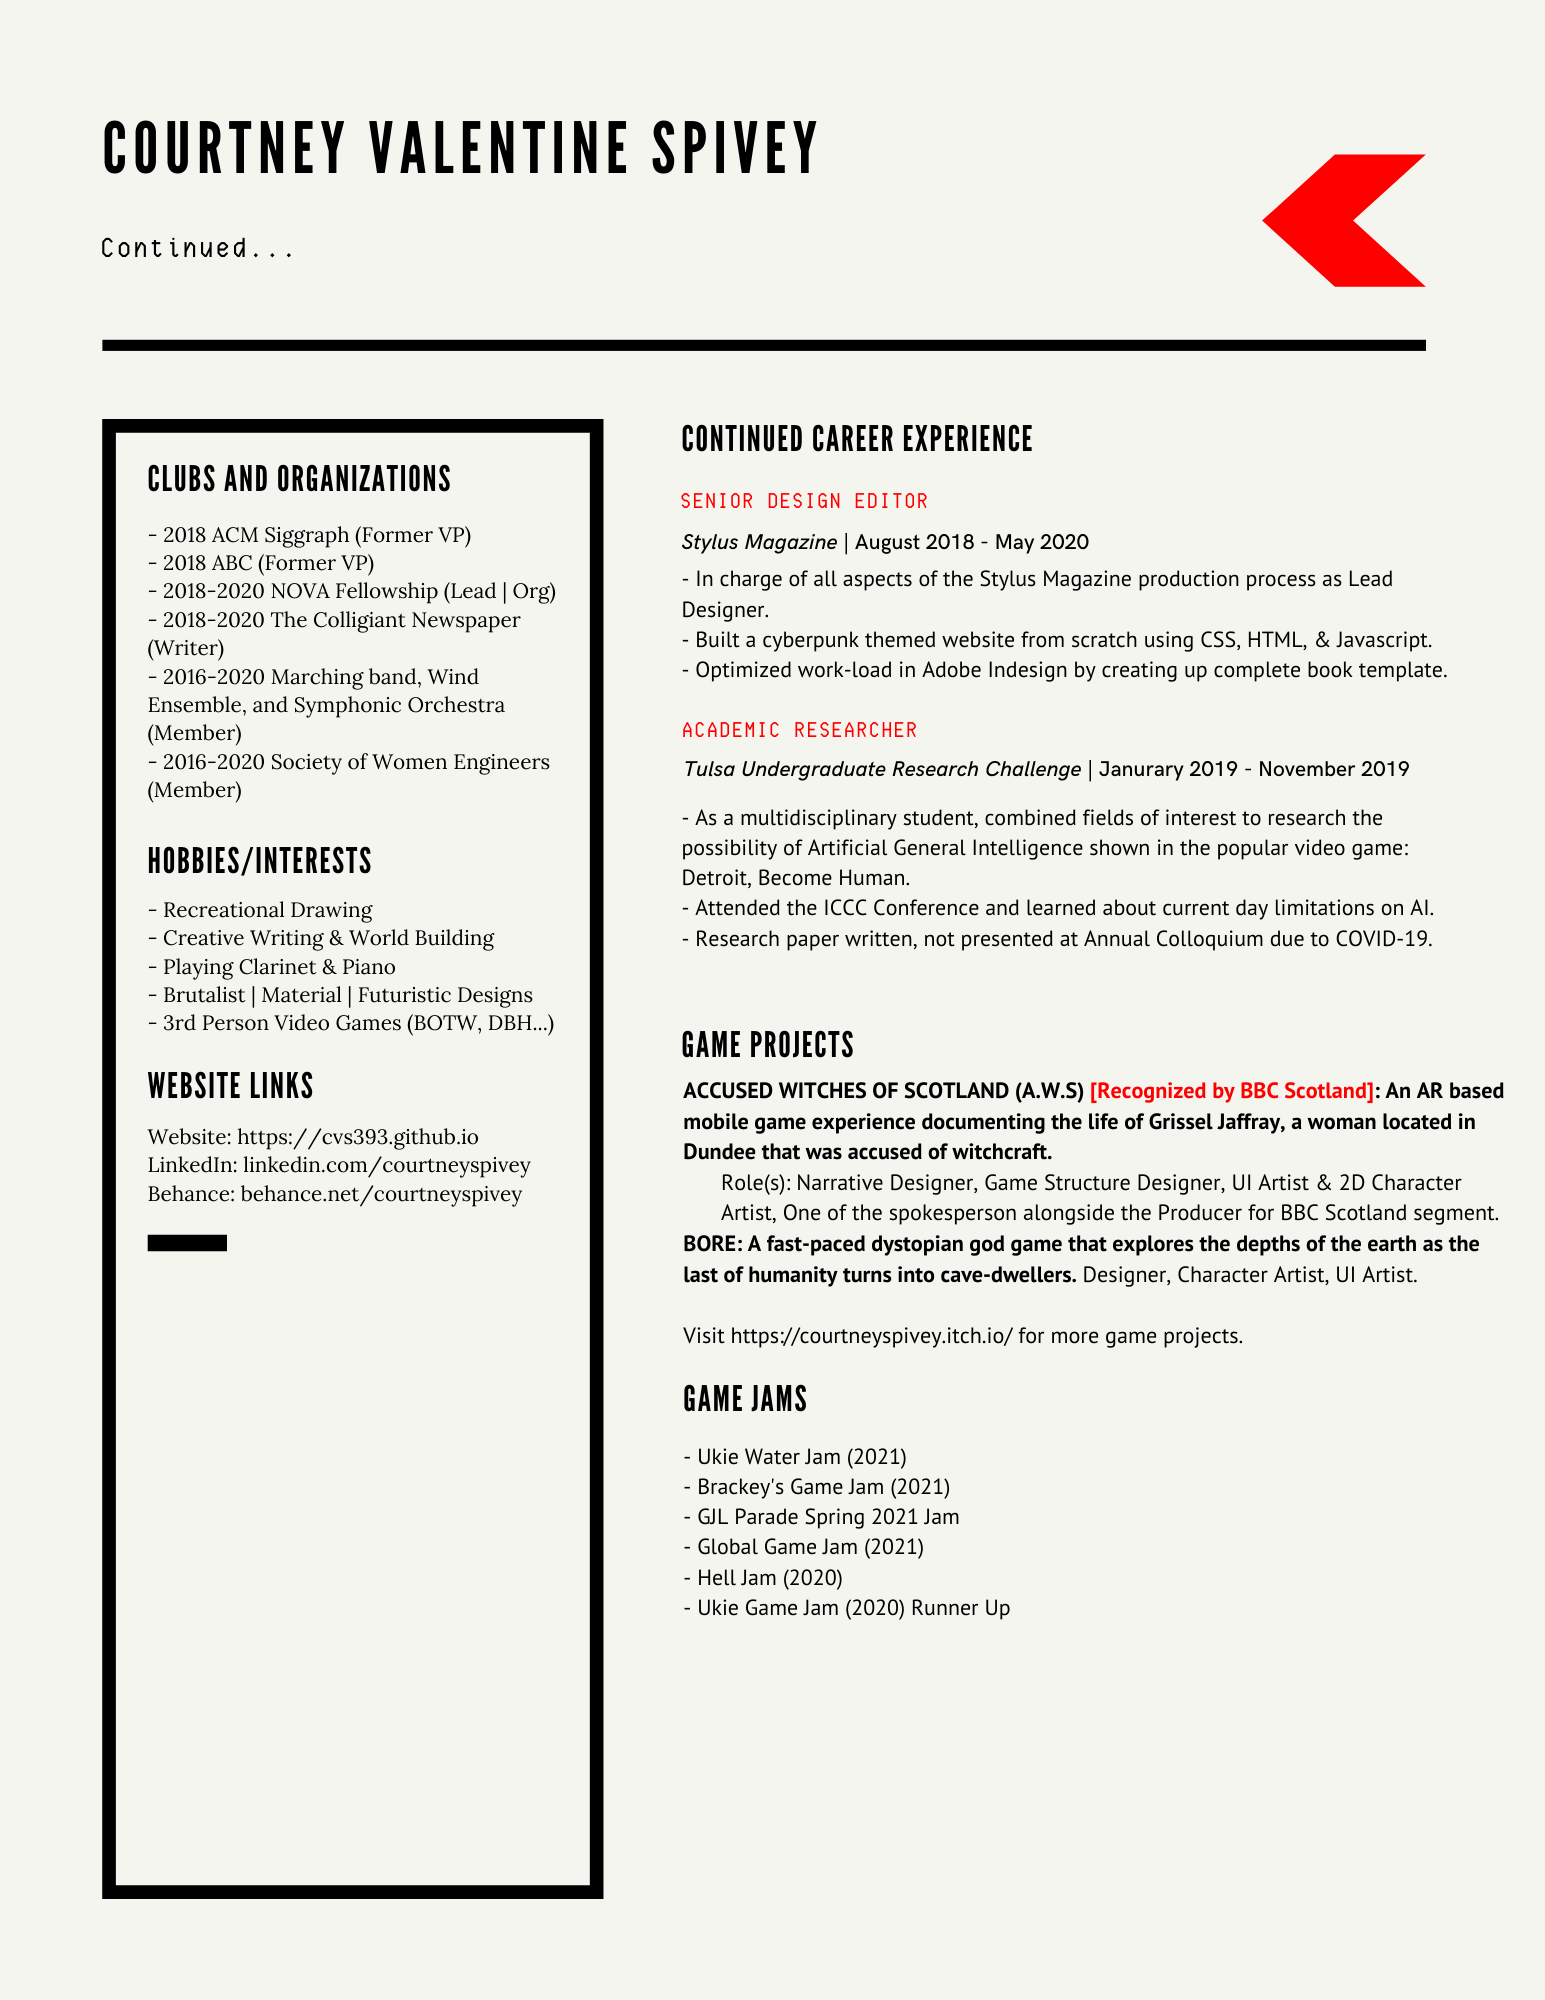 COURTNEY VALENTINE SPIVEY
Continued...
CLUBS AND ORGANIZATIONS
- 2018 ACM Siggraph (Former VP)
- 2018 ABC (Former VP)
- 2018-2020 NOVA Fellowship (Lead | Org)
- 2018-2020 The Colligiant Newspaper
(Writer)
- 2016-2020 Marching band, Wind
Ensemble, and Symphonic Orchestra
(Member)
- 2016-2020 Society of Women Engineers
(Member)
HOBBIES/INTERESTS
- Recreational Drawing
- Creative Writing & World Building
- Playing Clarinet & Piano
- Brutalist | Material | Futuristic Designs
- 3rd Person Video Games (BOTW, DBH...)
WEBSITE LINKS
Website: https://cvs393.github.io
LinkedIn: linkedin.com/courtneyspivey
Behance: behance.net/courtneyspivey
CONTINUED CAREER EXPERIENCE
SENIOR DESIGN EDITOR
Stylus Magazine | August 2018 - May 2020
- In charge of all aspects of the Stylus Magazine production process as Lead
Designer.
- Built a cyberpunk themed website from scratch using CSS, HTML, & Javascript.
- Optimized work-load in Adobe Indesign by creating up complete book template.
ACADEMIC RESEARCHER
Tulsa Undergraduate Research Challenge | Janurary 2019 - November 2019
- As a multidisciplinary student, combined fields of interest to research the
possibility of Artificial General Intelligence shown in the popular video game:
Detroit, Become Human.
- Attended the ICCC Conference and learned about current day limitations on AI.
- Research paper written, not presented at Annual Colloquium due to COVID-19.
GAME PROJECTS
ACCUSED WITCHES OF SCOTLAND (A.W.S) [Recognized by BBC Scotland]: An AR based
mobile game experience documenting the life of Grissel Jaffray, a woman located in
Dundee that was accused of witchcraft.
Role(s): Narrative Designer, Game Structure Designer, UI Artist & 2D Character
Artist, One of the spokesperson alongside the Producer for BBC Scotland segment.
BORE: A fast-paced dystopian god game that explores the depths of the earth as the
last of humanity turns into cave-dwellers. Designer, Character Artist, UI Artist.
Visit https://courtneyspivey.itch.io/ for more game projects.
GAME JAMS
- Ukie Water Jam (2021)
- Brackey's Game Jam (2021)
- GJL Parade Spring 2021 Jam
- Global Game Jam (2021)
- Hell Jam (2020)
- Ukie Game Jam (2020) Runner Up